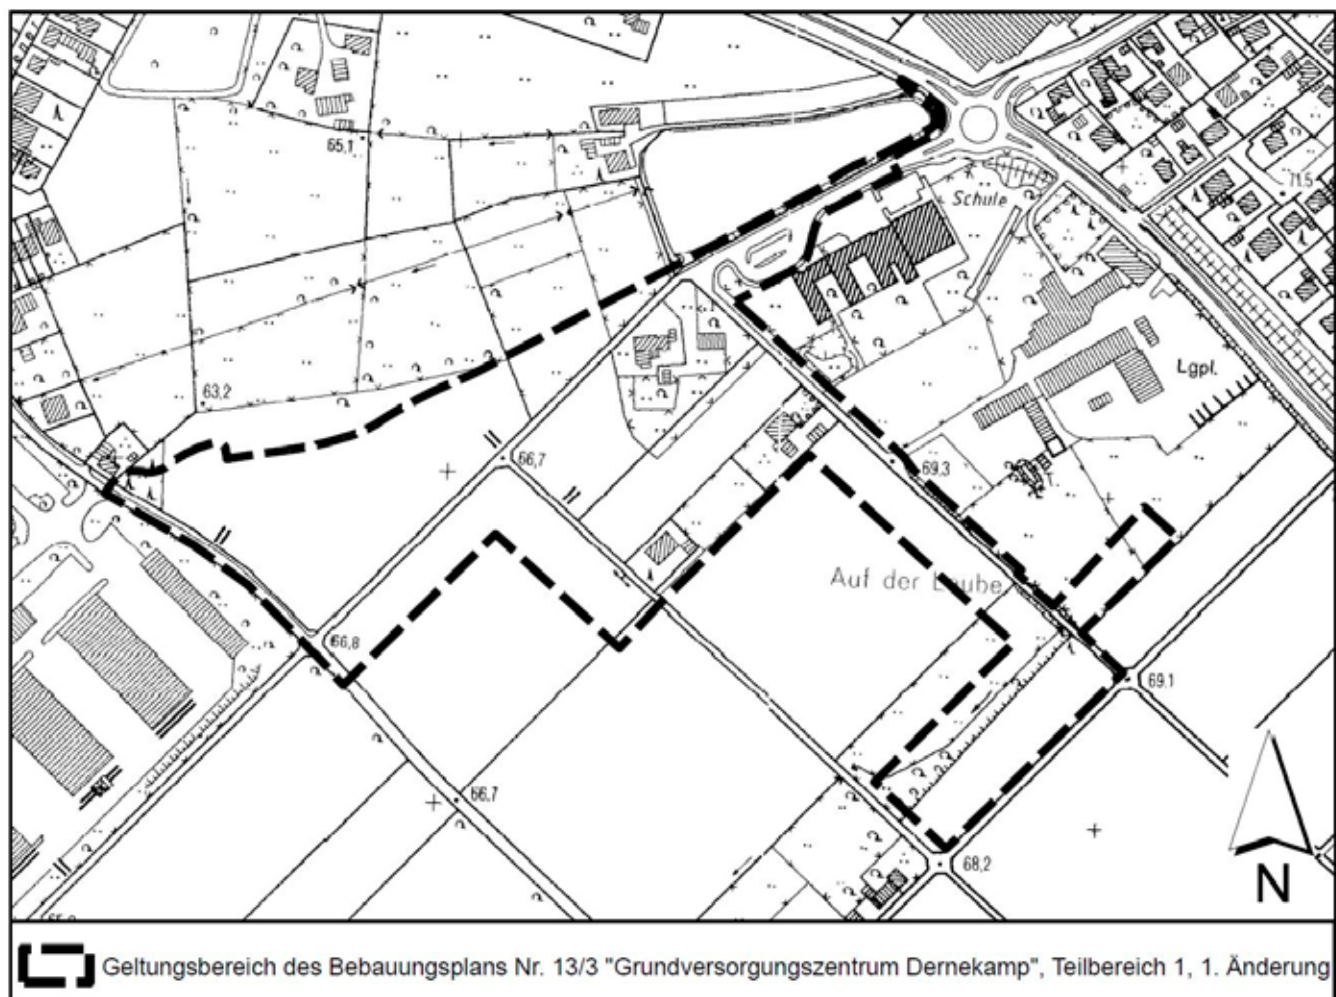 65,1
Schule
71,5
63,2
Lgpl.
66,7
69,3
Auf der Laube
66,8
69.1
66,7
68,2
N
Geltungsbereich des Bebauungsplans Nr. 13/3 "Grundversorgungszentrum Dernekamp", Teilbereich 1, 1. Änderung